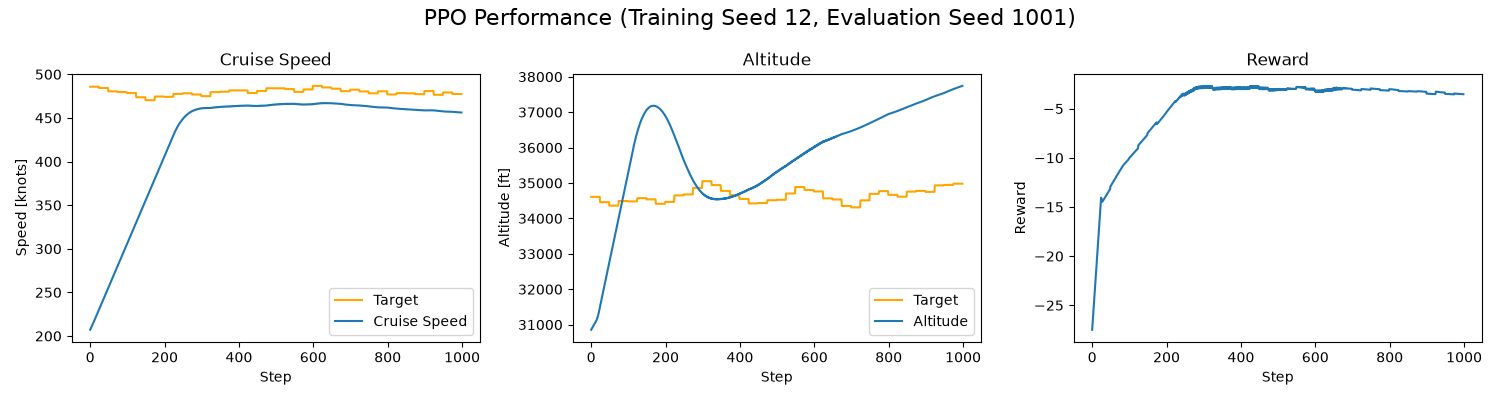 PPO Performance (Training Seed 12, Evaluation Seed 1001)
Cruise Speed
Speed [knots]
500
450
400
350
300
250
200
0 200 400 600 800 1000
Step
Target
Cruise Speed
Altitude
Altitude [ft]
38000
37000
36000
35000
34000
33000
32000
31000
0 200 400 600 800 1000
Step
Target
Altitude
Reward
Reward
−5
−10
−15
−20
−25
0 200 400 600 800 1000
Step